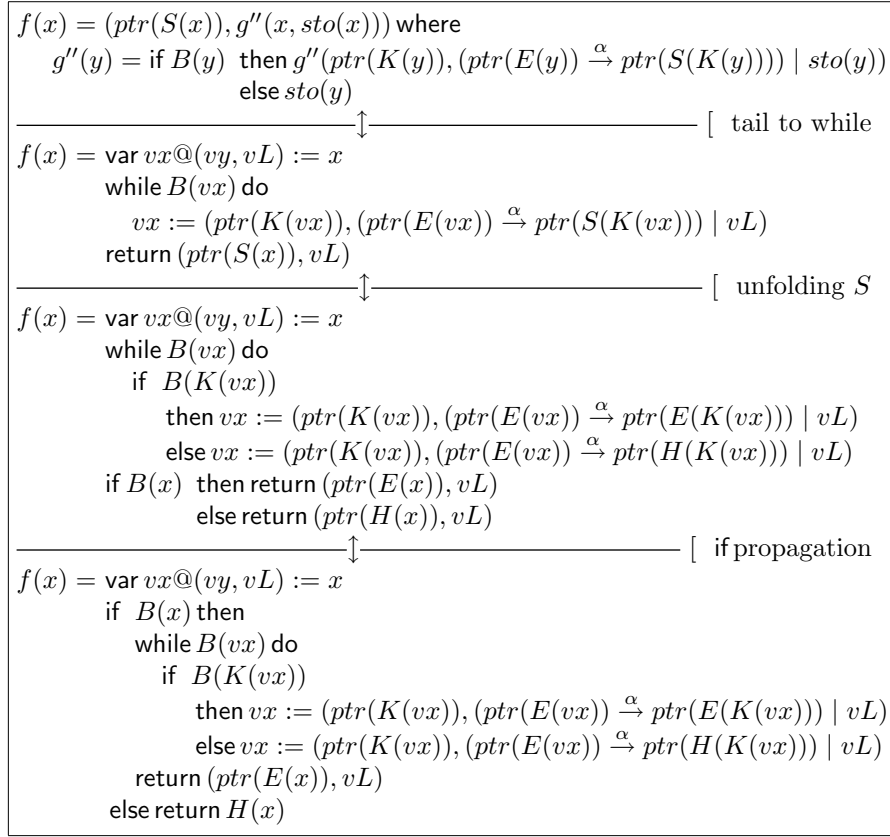 f(x) = (ptr(S(x)), g′′(x, sto(x))) where
g′′(y) = if B(y) then g′′(ptr(K(y)), (ptr(E(y)) →α ptr(S(K(y)))) | sto(y))
else sto(y)
↕ [ tail to while
f(x) = var vx@(vy, vL) := x
while B(vx) do
vx := (ptr(K(vx)), (ptr(E(vx)) →α ptr(S(K(vx))) | vL)
return (ptr(S(x)), vL)
↕ [ unfolding S
f(x) = var vx@(vy, vL) := x
while B(vx) do
if B(K(vx))
then vx := (ptr(K(vx)), (ptr(E(vx)) →α ptr(E(K(vx))) | vL)
else vx := (ptr(K(vx)), (ptr(E(vx)) →α ptr(H(K(vx))) | vL)
if B(x) then return (ptr(E(x)), vL)
else return (ptr(H(x)), vL)
↕ [ if propagation
f(x) = var vx@(vy, vL) := x
if B(x) then
while B(vx) do
if B(K(vx))
then vx := (ptr(K(vx)), (ptr(E(vx)) →α ptr(E(K(vx))) | vL)
else vx := (ptr(K(vx)), (ptr(E(vx)) →α ptr(H(K(vx))) | vL)
return (ptr(E(x)), vL)
else return H(x)